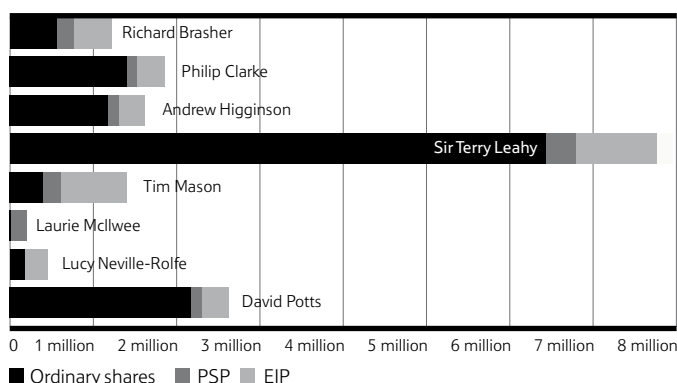 Richard Brasher
Philip Clarke
Andrew Higginson
Sir Terry Leahy
Tim Mason
Laurie McIlwee
Lucy Neville-Rolfe
David Potts
0 1 million 2 million 3 million 4 million 5 million 6 million 7 million 8 million
Ordinary shares PSP EIP